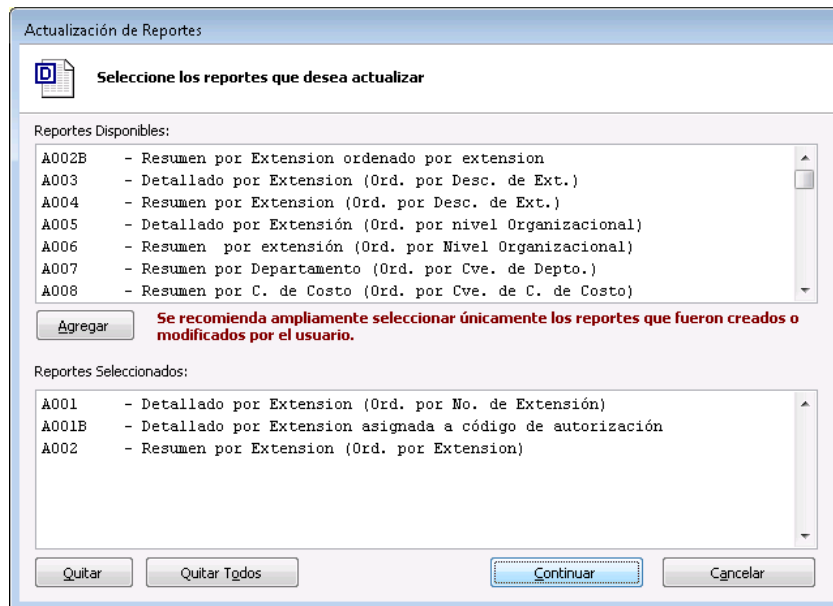 Actualización de Reportes
D
Seleccione los reportes que desea actualizar
Reportes Disponibles:
A002B - Resumen por Extension ordenado por extension
A003 - Detallado por Extension (Ord. por Desc. de Ext.)
A004 - Resumen por Extension (Ord. por Desc. de Ext.)
A005 - Detallado por Extensión (Ord. por nivel Organizacional)
A006 - Resumen  por extensión (Ord. por Nivel Organizacional)
A007 - Resumen por Departamento (Ord. por Cve. de Depto.)
A008 - Resumen por C. de Costo (Ord. por Cve. de C. de Costo)
Agregar
Se recomienda ampliamente seleccionar únicamente los reportes que fueron creados o
modificados por el usuario.
Reportes Seleccionados:
A001 - Detallado por Extension (Ord. por No. de Extensión)
A001B - Detallado por Extension asignada a código de autorización
A002 - Resumen por Extension (Ord. por Extension)
Quitar Quitar Todos Continuar Cancelar